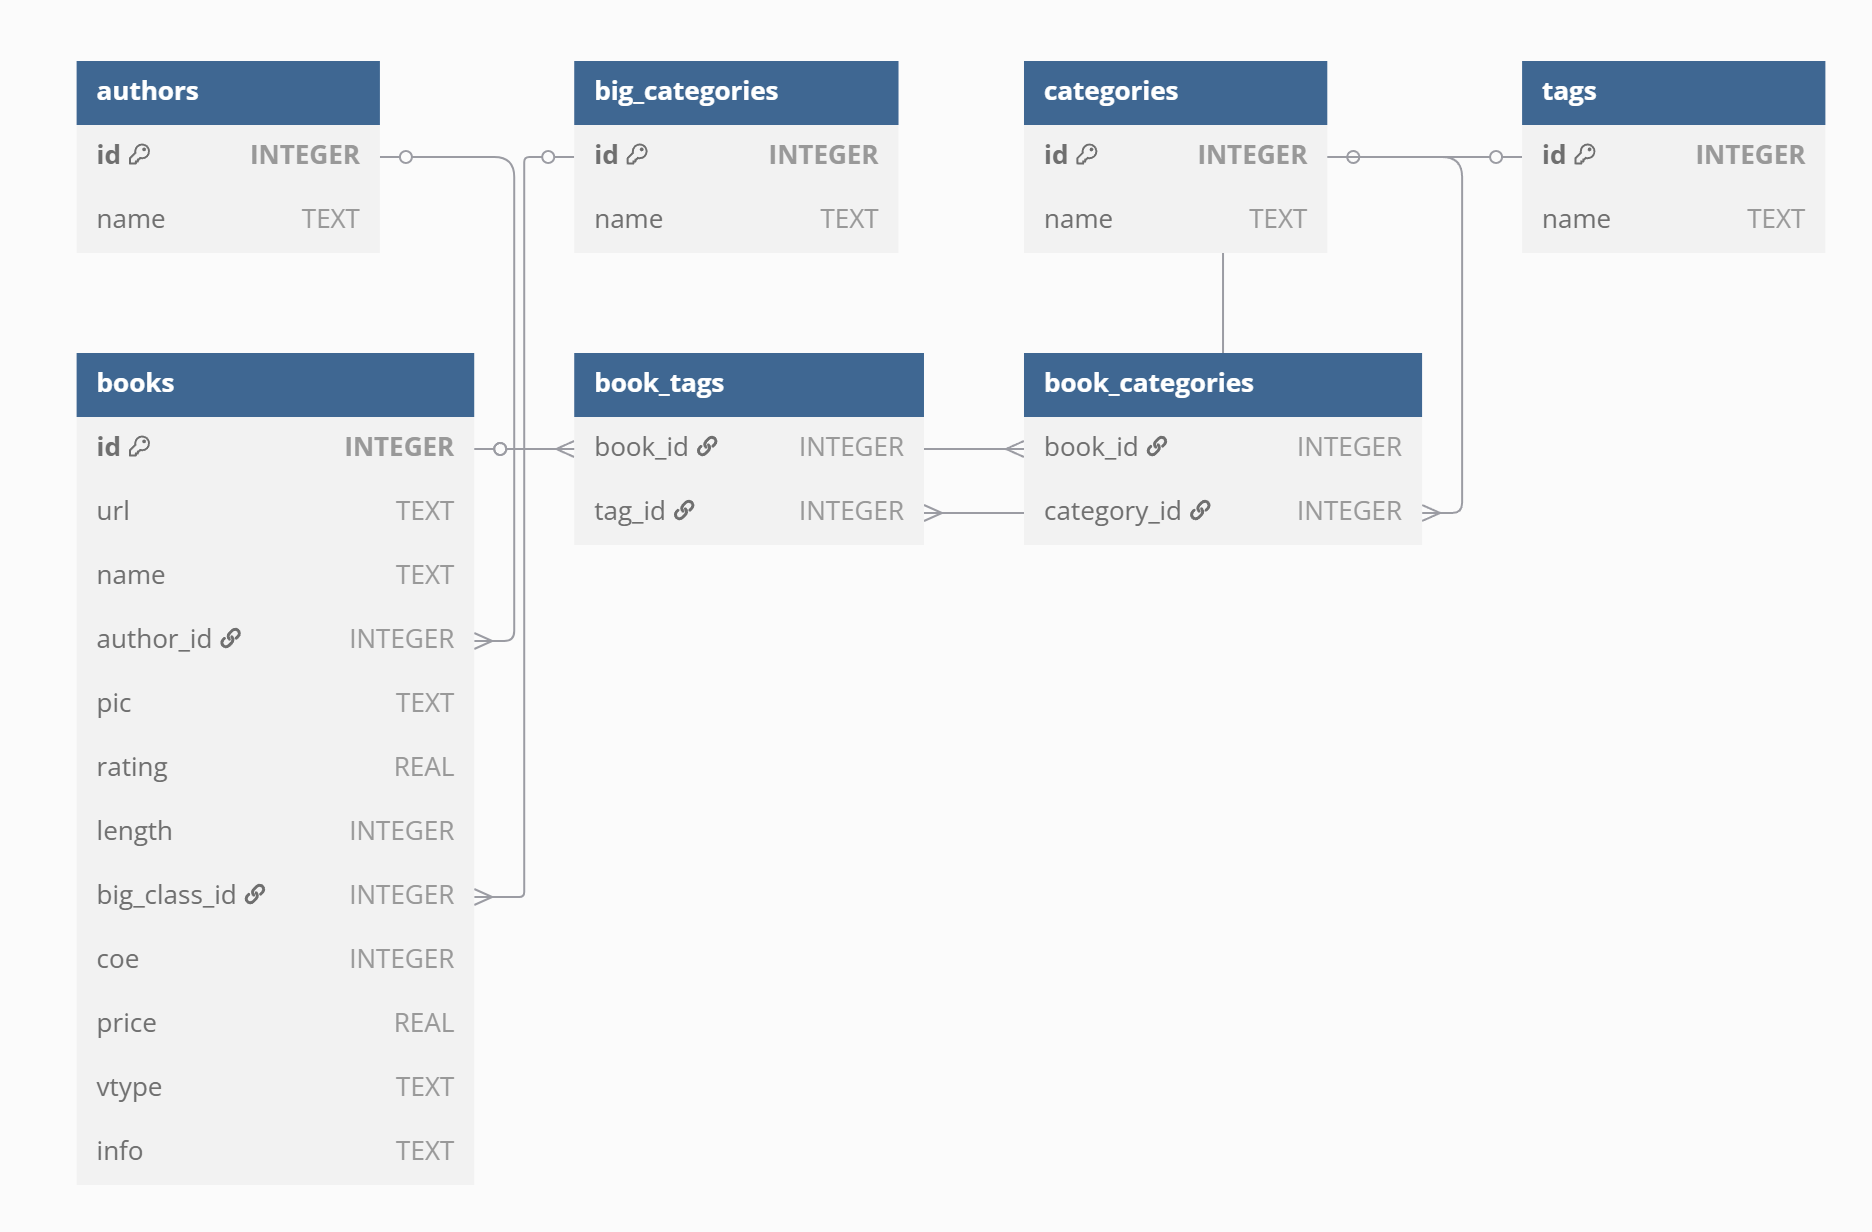 authors
id INTEGER
name TEXT
big_categories
id INTEGER
name TEXT
categories
id INTEGER
name TEXT
tags
id INTEGER
name TEXT
books
id INTEGER
url TEXT
name TEXT
author_id INTEGER
pic TEXT
rating REAL
length INTEGER
big_class_id INTEGER
coe INTEGER
price REAL
vtype TEXT
info TEXT
book_tags
book_id INTEGER
tag_id INTEGER
book_categories
book_id INTEGER
category_id INTEGER